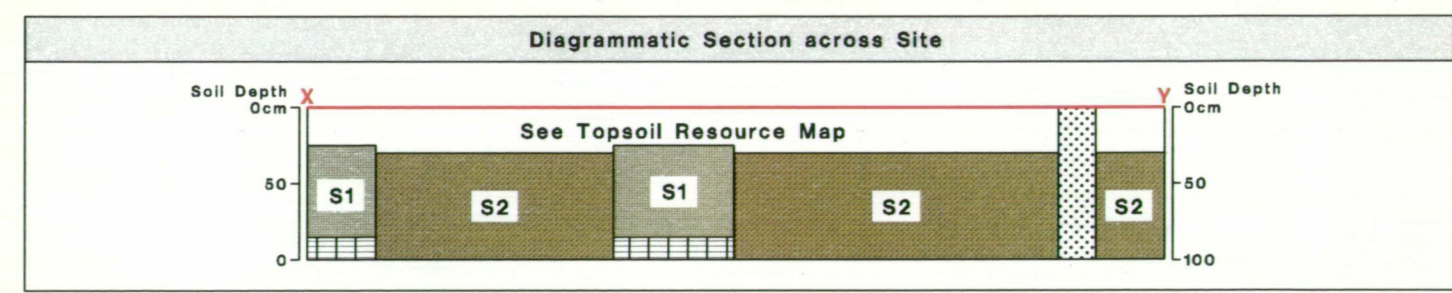 Diagrammatic Section across Site
Soil Depth X
0cm
Y Soil Depth
0cm
See Topsoil Resource Map
50
S1
S2
S1
S2
S2
50
0
100